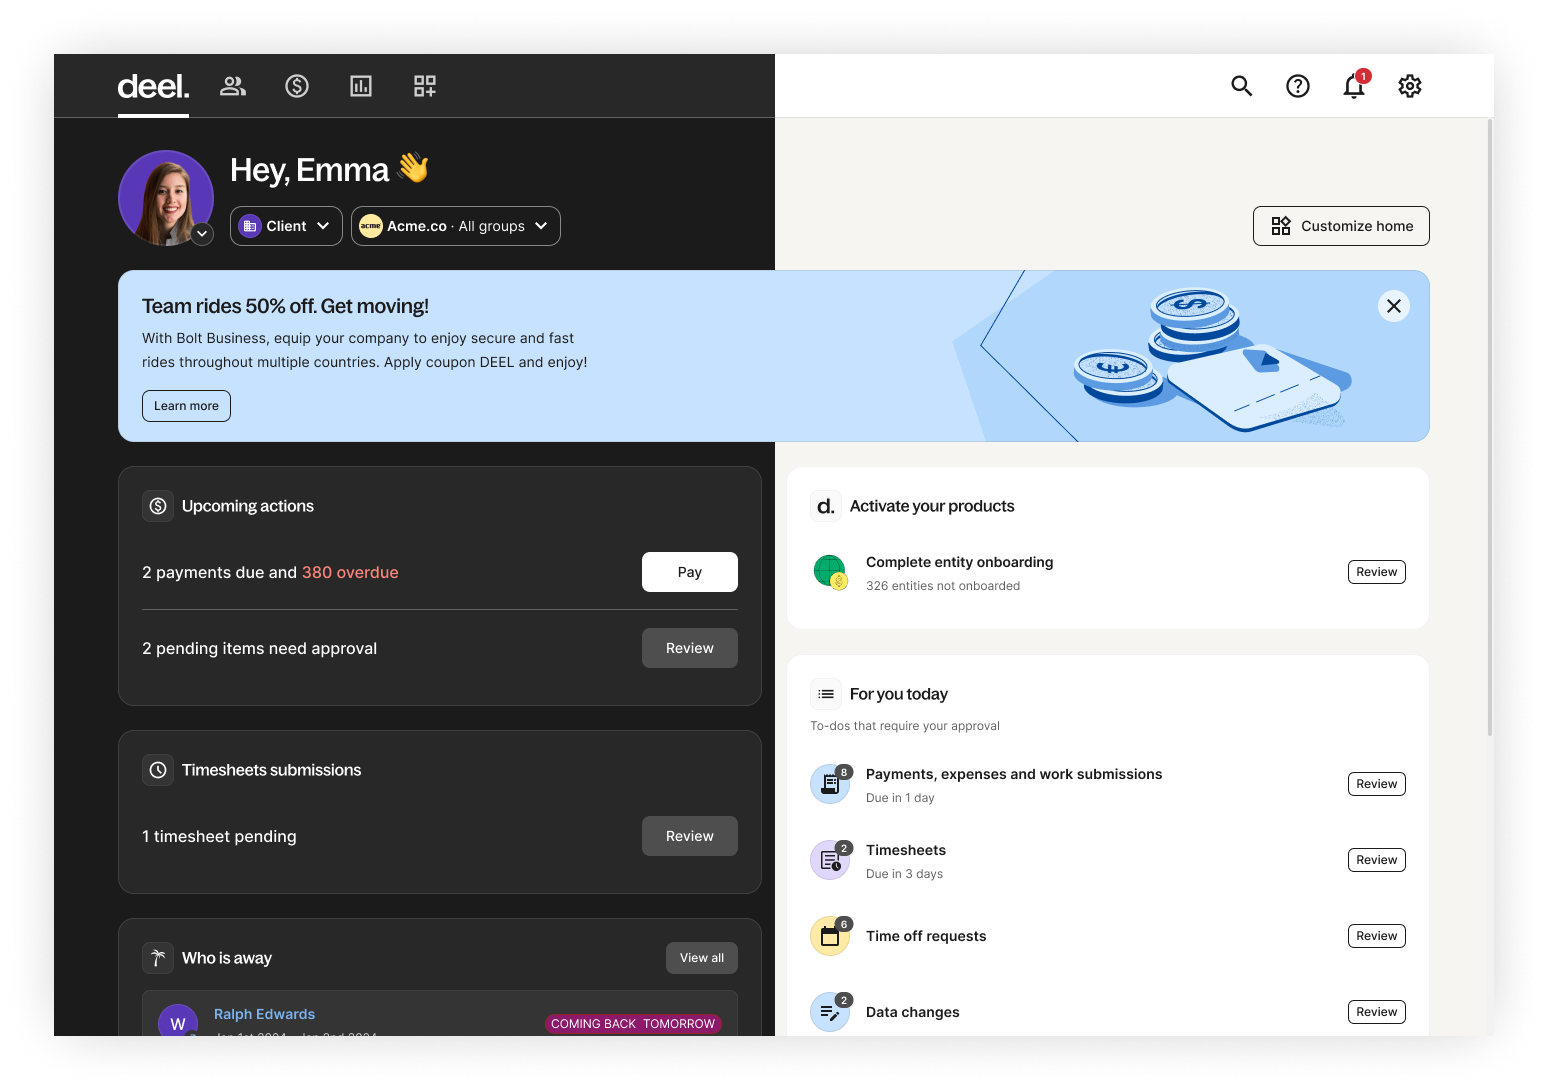 deel.
1
Hey, Emma 👋
Client
acme Acme.co · All groups
Customize home
Team rides 50% off. Get moving!
With Bolt Business, equip your company to enjoy secure and fast
rides throughout multiple countries. Apply coupon DEEL and enjoy!
Learn more
Upcoming actions
2 payments due and 380 overdue
Pay
2 pending items need approval
Review
Timesheets submissions
1 timesheet pending
Review
Who is away
View all
W
Ralph Edwards
COMING BACK TOMORROW
d. Activate your products
Complete entity onboarding
326 entities not onboarded
Review
For you today
To-dos that require your approval
8
Payments, expenses and work submissions
Due in 1 day
Review
2
Timesheets
Due in 3 days
Review
6
Time off requests
Review
2
Data changes
Review